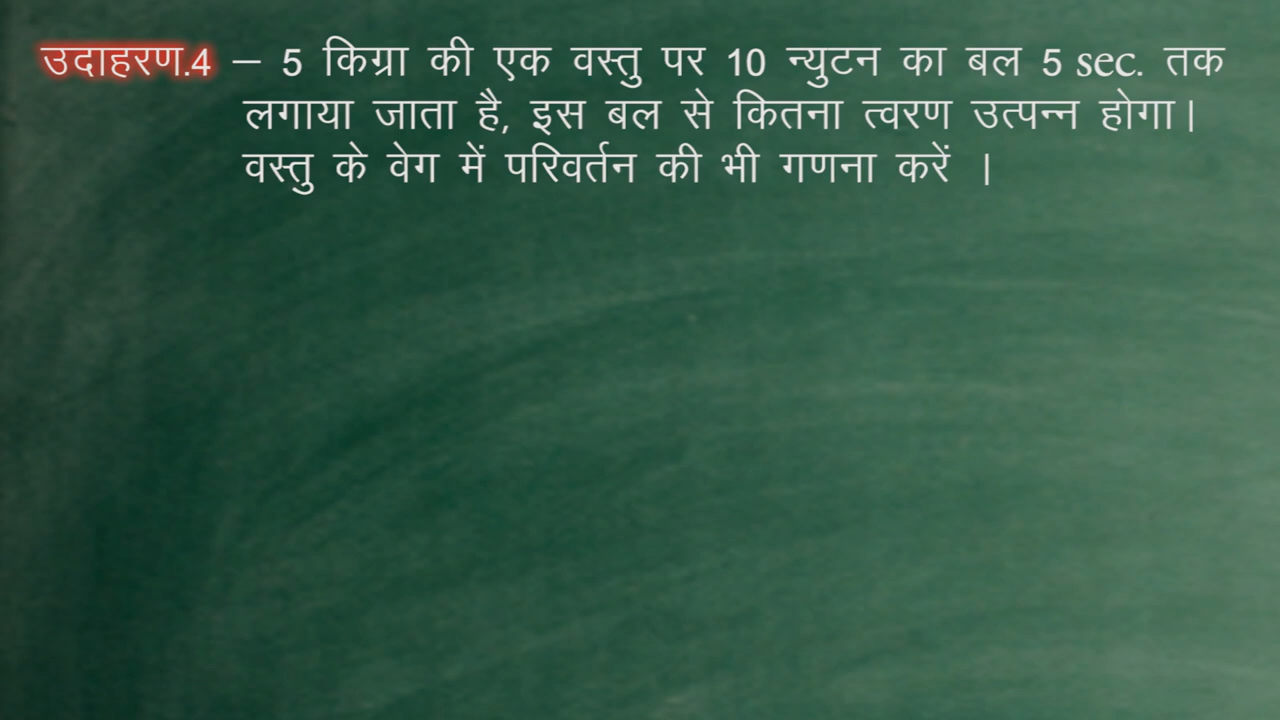 उदाहरण.4 – 5 किग्रा की एक वस्तु पर 10 न्युटन का बल 5 sec. तक
लगाया जाता है, इस बल से कितना त्वरण उत्पन्न होगा।
वस्तु के वेग में परिवर्तन की भी गणना करें ।